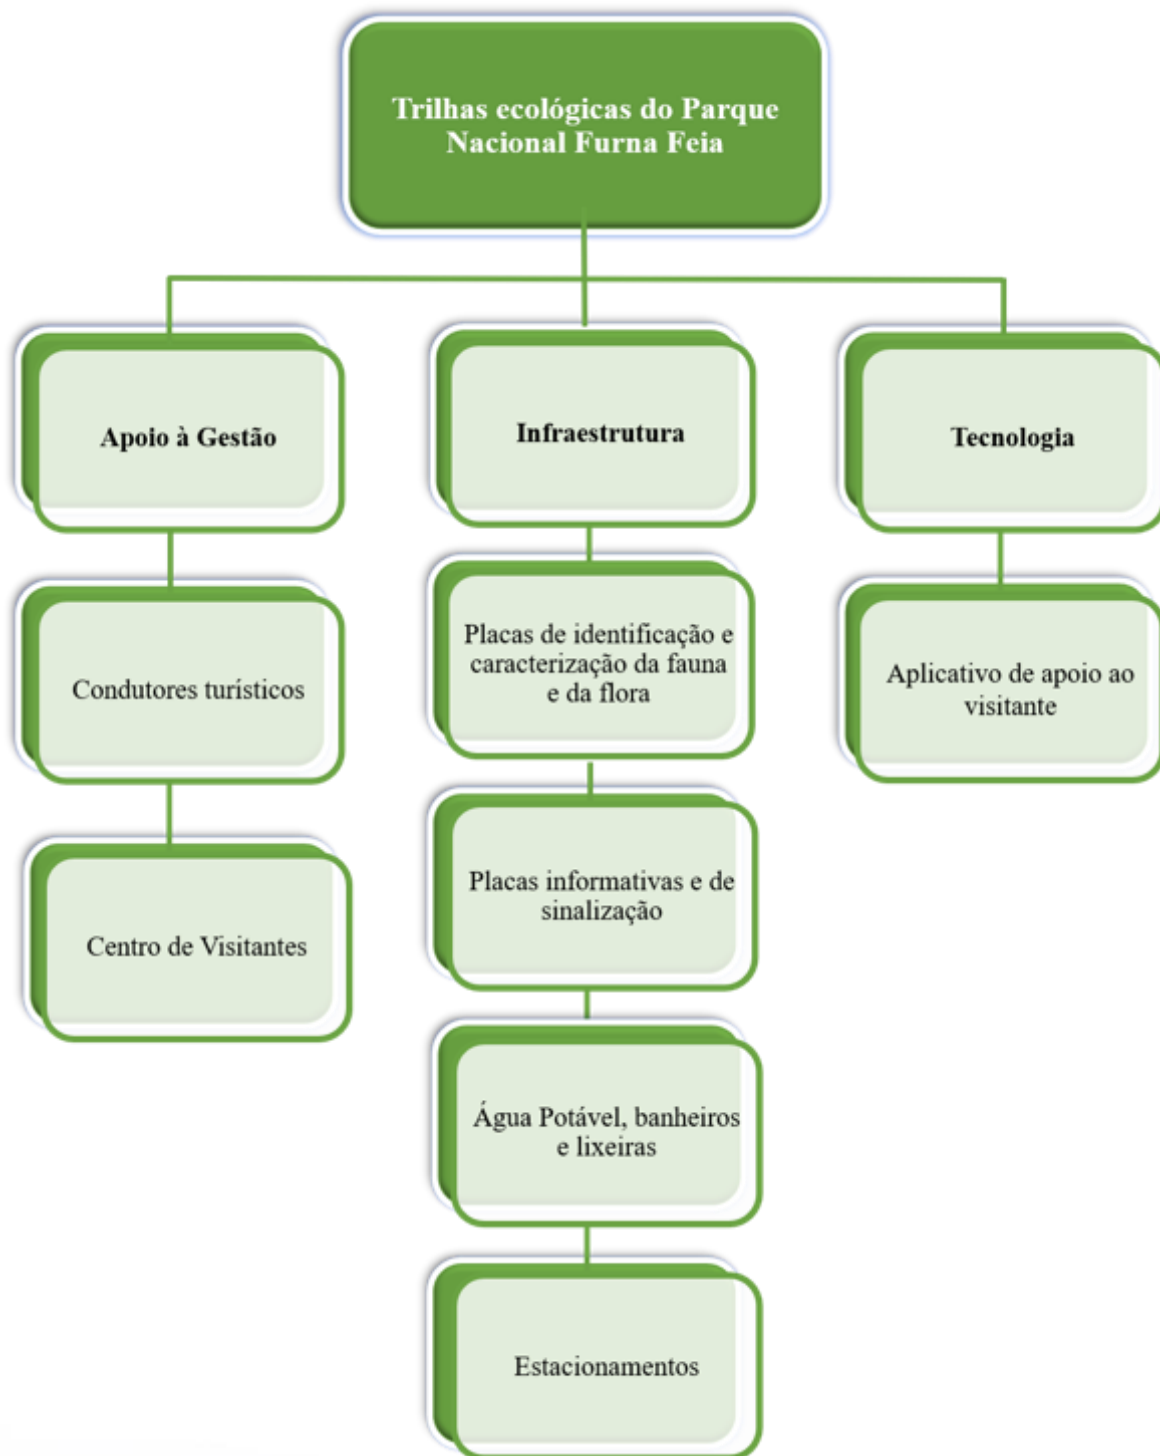 Trilhas ecológicas do Parque
Nacional Furna Feia
Apoio à Gestão
Condutores turísticos
Centro de Visitantes
Infraestrutura
Placas de identificação e
caracterização da fauna
e da flora
Placas informativas e de
sinalização
Água Potável, banheiros
e lixeiras
Estacionamentos
Tecnologia
Aplicativo de apoio ao
visitante